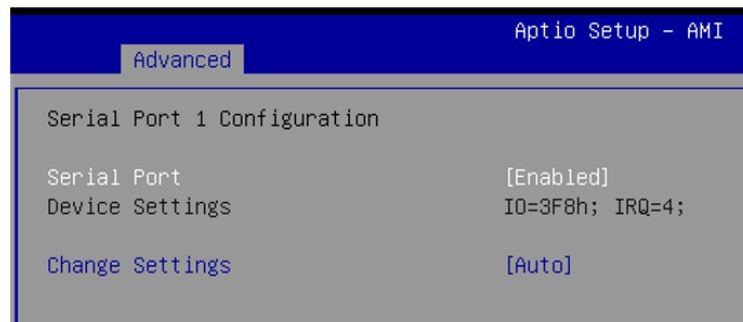 Aptio Setup – AMI
Advanced
Serial Port 1 Configuration
Serial Port [Enabled]
Device Settings IO=3F8h; IRQ=4;
Change Settings [Auto]